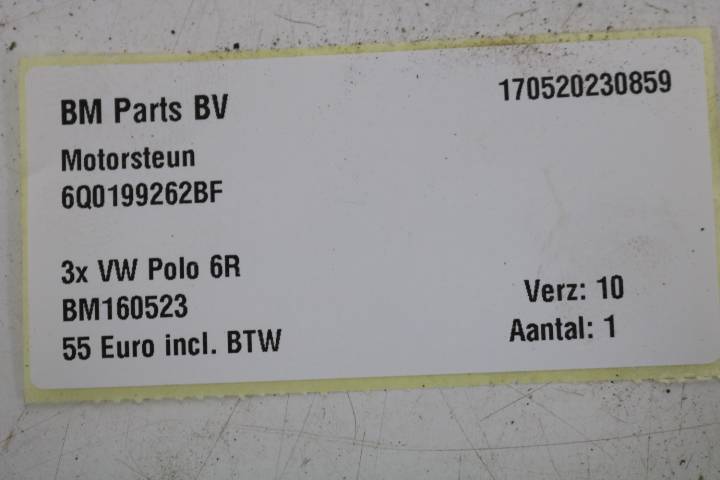 BM Parts BV
170520230859
Motorsteun
6Q0199262BF
3x VW Polo 6R
BM160523
Verz: 10
55 Euro incl. BTW
Aantal: 1